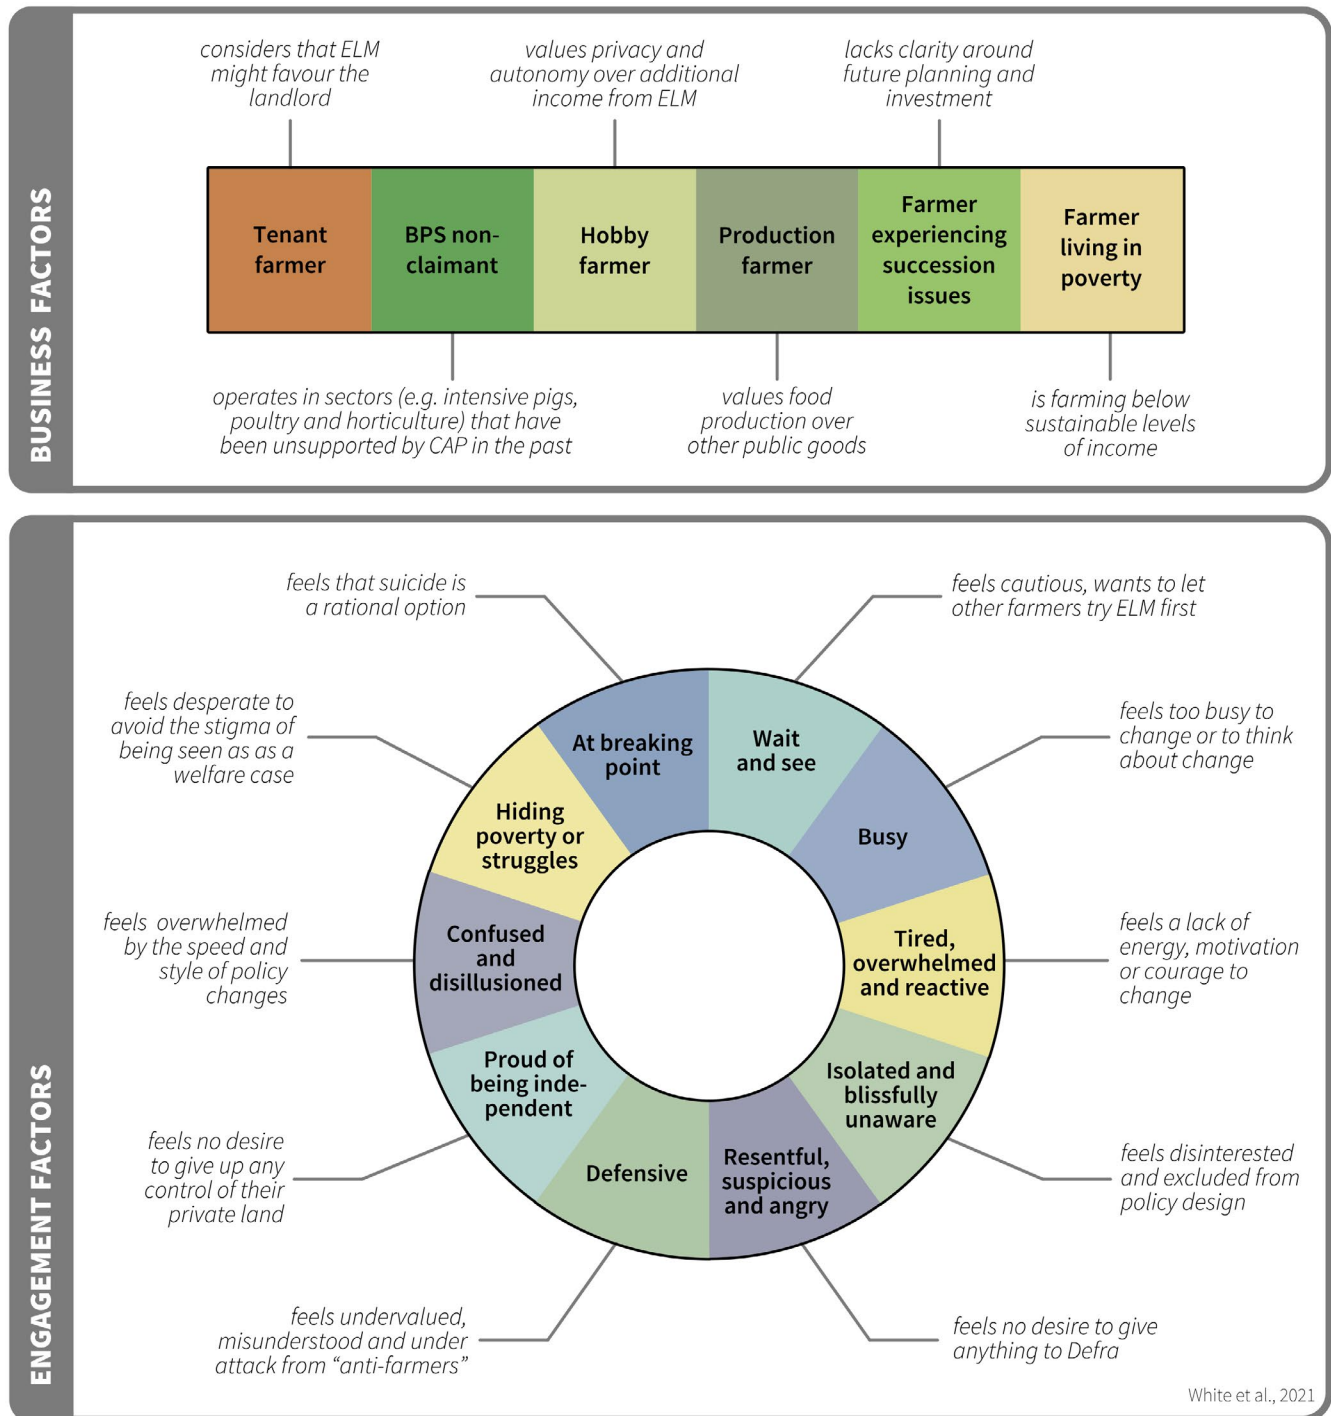 BUSINESS FACTORS
considers that ELM
might favour the
landlord
values privacy and
autonomy over additional
income from ELM
lacks clarity around
future planning and
investment
Tenant
farmer
BPS non-
claimant
Hobby
farmer
Production
farmer
Farmer
experiencing
succession
issues
Farmer
living in
poverty
operates in sectors (e.g. intensive pigs,
poultry and horticulture) that have
been unsupported by CAP in the past
values food
production over
other public goods
is farming below
sustainable levels
of income
ENGAGEMENT FACTORS
feels that suicide is
a rational option
feels cautious, wants to let
other farmers try ELM first
feels desperate to
avoid the stigma of
being seen as as a
welfare case
feels too busy to
change or to think
about change
At breaking
point
Wait
and see
Hiding
poverty or
struggles
Busy
feels overwhelmed
by the speed and
style of policy
changes
Confused
and
disillusioned
Tired,
overwhelmed
and reactive
feels a lack of
energy, motivation
or courage to
change
Proud of
being inde-
pendent
Isolated and
blissfully
unaware
Defensive
Resentful,
suspicious
and angry
feels no desire
to give up any
control of their
private land
feels disinterested
and excluded from
policy design
feels undervalued,
misunderstood and under
attack from “anti-farmers”
feels no desire to give
anything to Defra
White et al., 2021